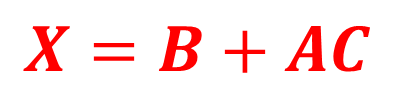 X = B + AC